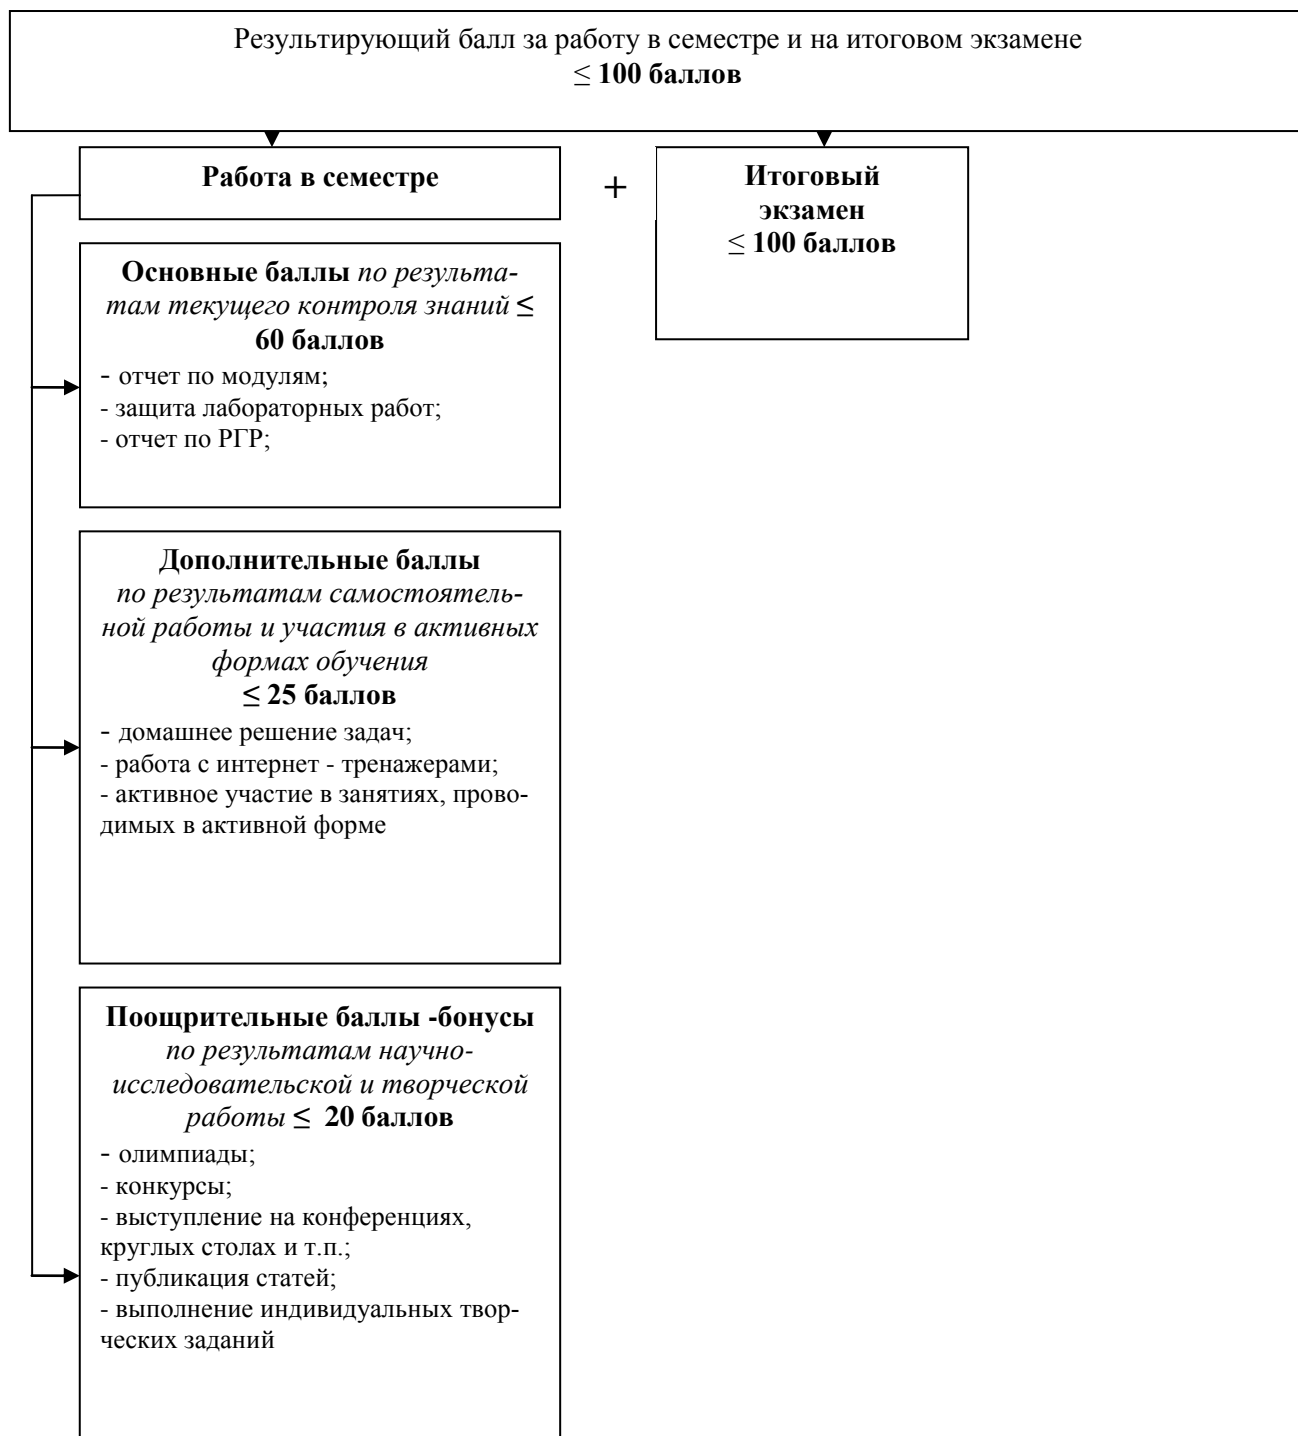 Результирующий балл за работу в семестре и на итоговом экзамене
≤ 100 баллов
Работа в семестре
+
Итоговый
экзамен
≤ 100 баллов
Основные баллы по результа-
там текущего контроля знаний ≤
60 баллов
- отчет по модулям;
- защита лабораторных работ;
- отчет по РГР;
Дополнительные баллы
по результатам самостоятель-
ной работы и участия в активных
формах обучения
≤ 25 баллов
- домашнее решение задач;
- работа с интернет - тренажерами;
- активное участие в занятиях, прово-
димых в активной форме
Поощрительные баллы -бонусы
по результатам научно-
исследовательской и творческой
работы ≤ 20 баллов
- олимпиады;
- конкурсы;
- выступление на конференциях,
круглых столах и т.п.;
- публикация статей;
- выполнение индивидуальных твор-
ческих заданий